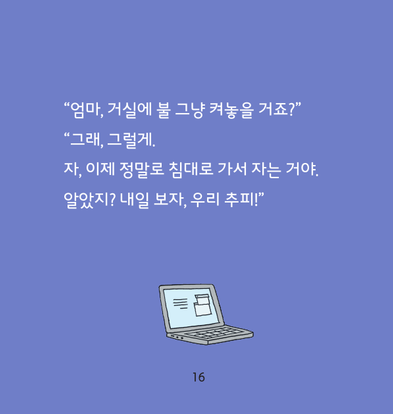 “엄마, 거실에 불 그냥 켜놓을 거죠?”
“그래, 그럴게.
자, 이제 정말로 침대로 가서 자는 거야.
알았지? 내일 보자, 우리 추피!”
16